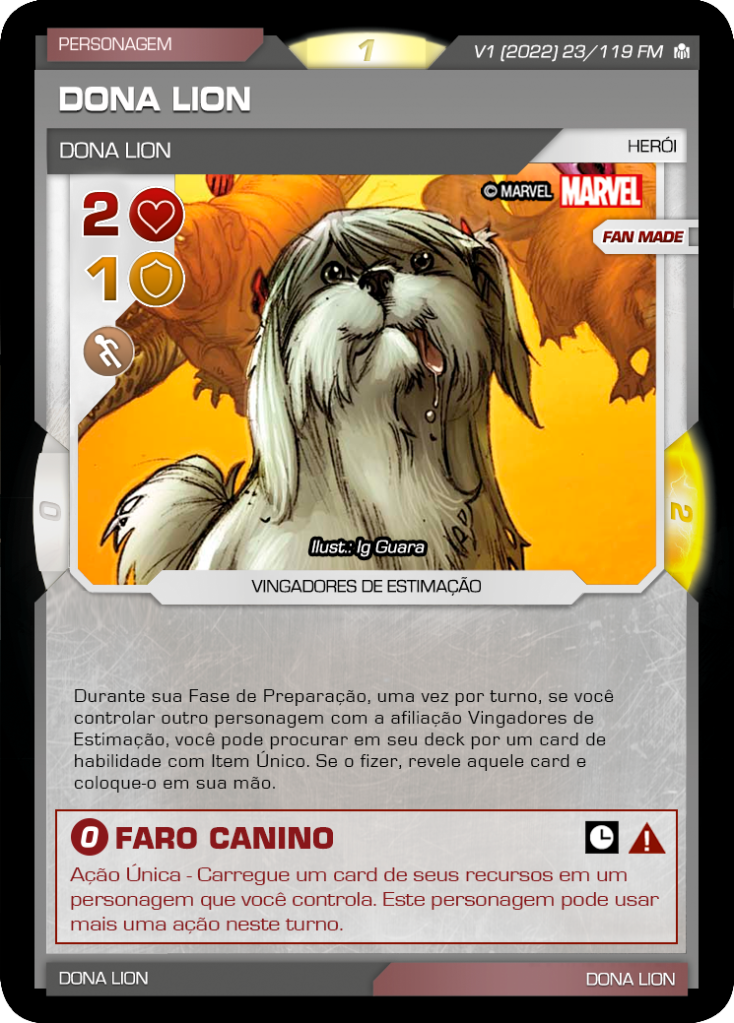 PERSONAGEM
1
V1 (2022) 23/119 FM
DONA LION
DONA LION
HERÓI
© MARVEL MARVEL
2
FAN MADE
1
0
2
Ilust.: Ig Guara
VINGADORES DE ESTIMAÇÃO
Durante sua Fase de Preparação, uma vez por turno, se você
controlar outro personagem com a afiliação Vingadores de
Estimação, você pode procurar em seu deck por um card de
habilidade com Item Único. Se o fizer, revele aquele card e
coloque-o em sua mão.
0 FARO CANINO
Ação Única - Carregue um card de seus recursos em um
personagem que você controla. Este personagem pode usar
mais uma ação neste turno.
DONA LION
DONA LION